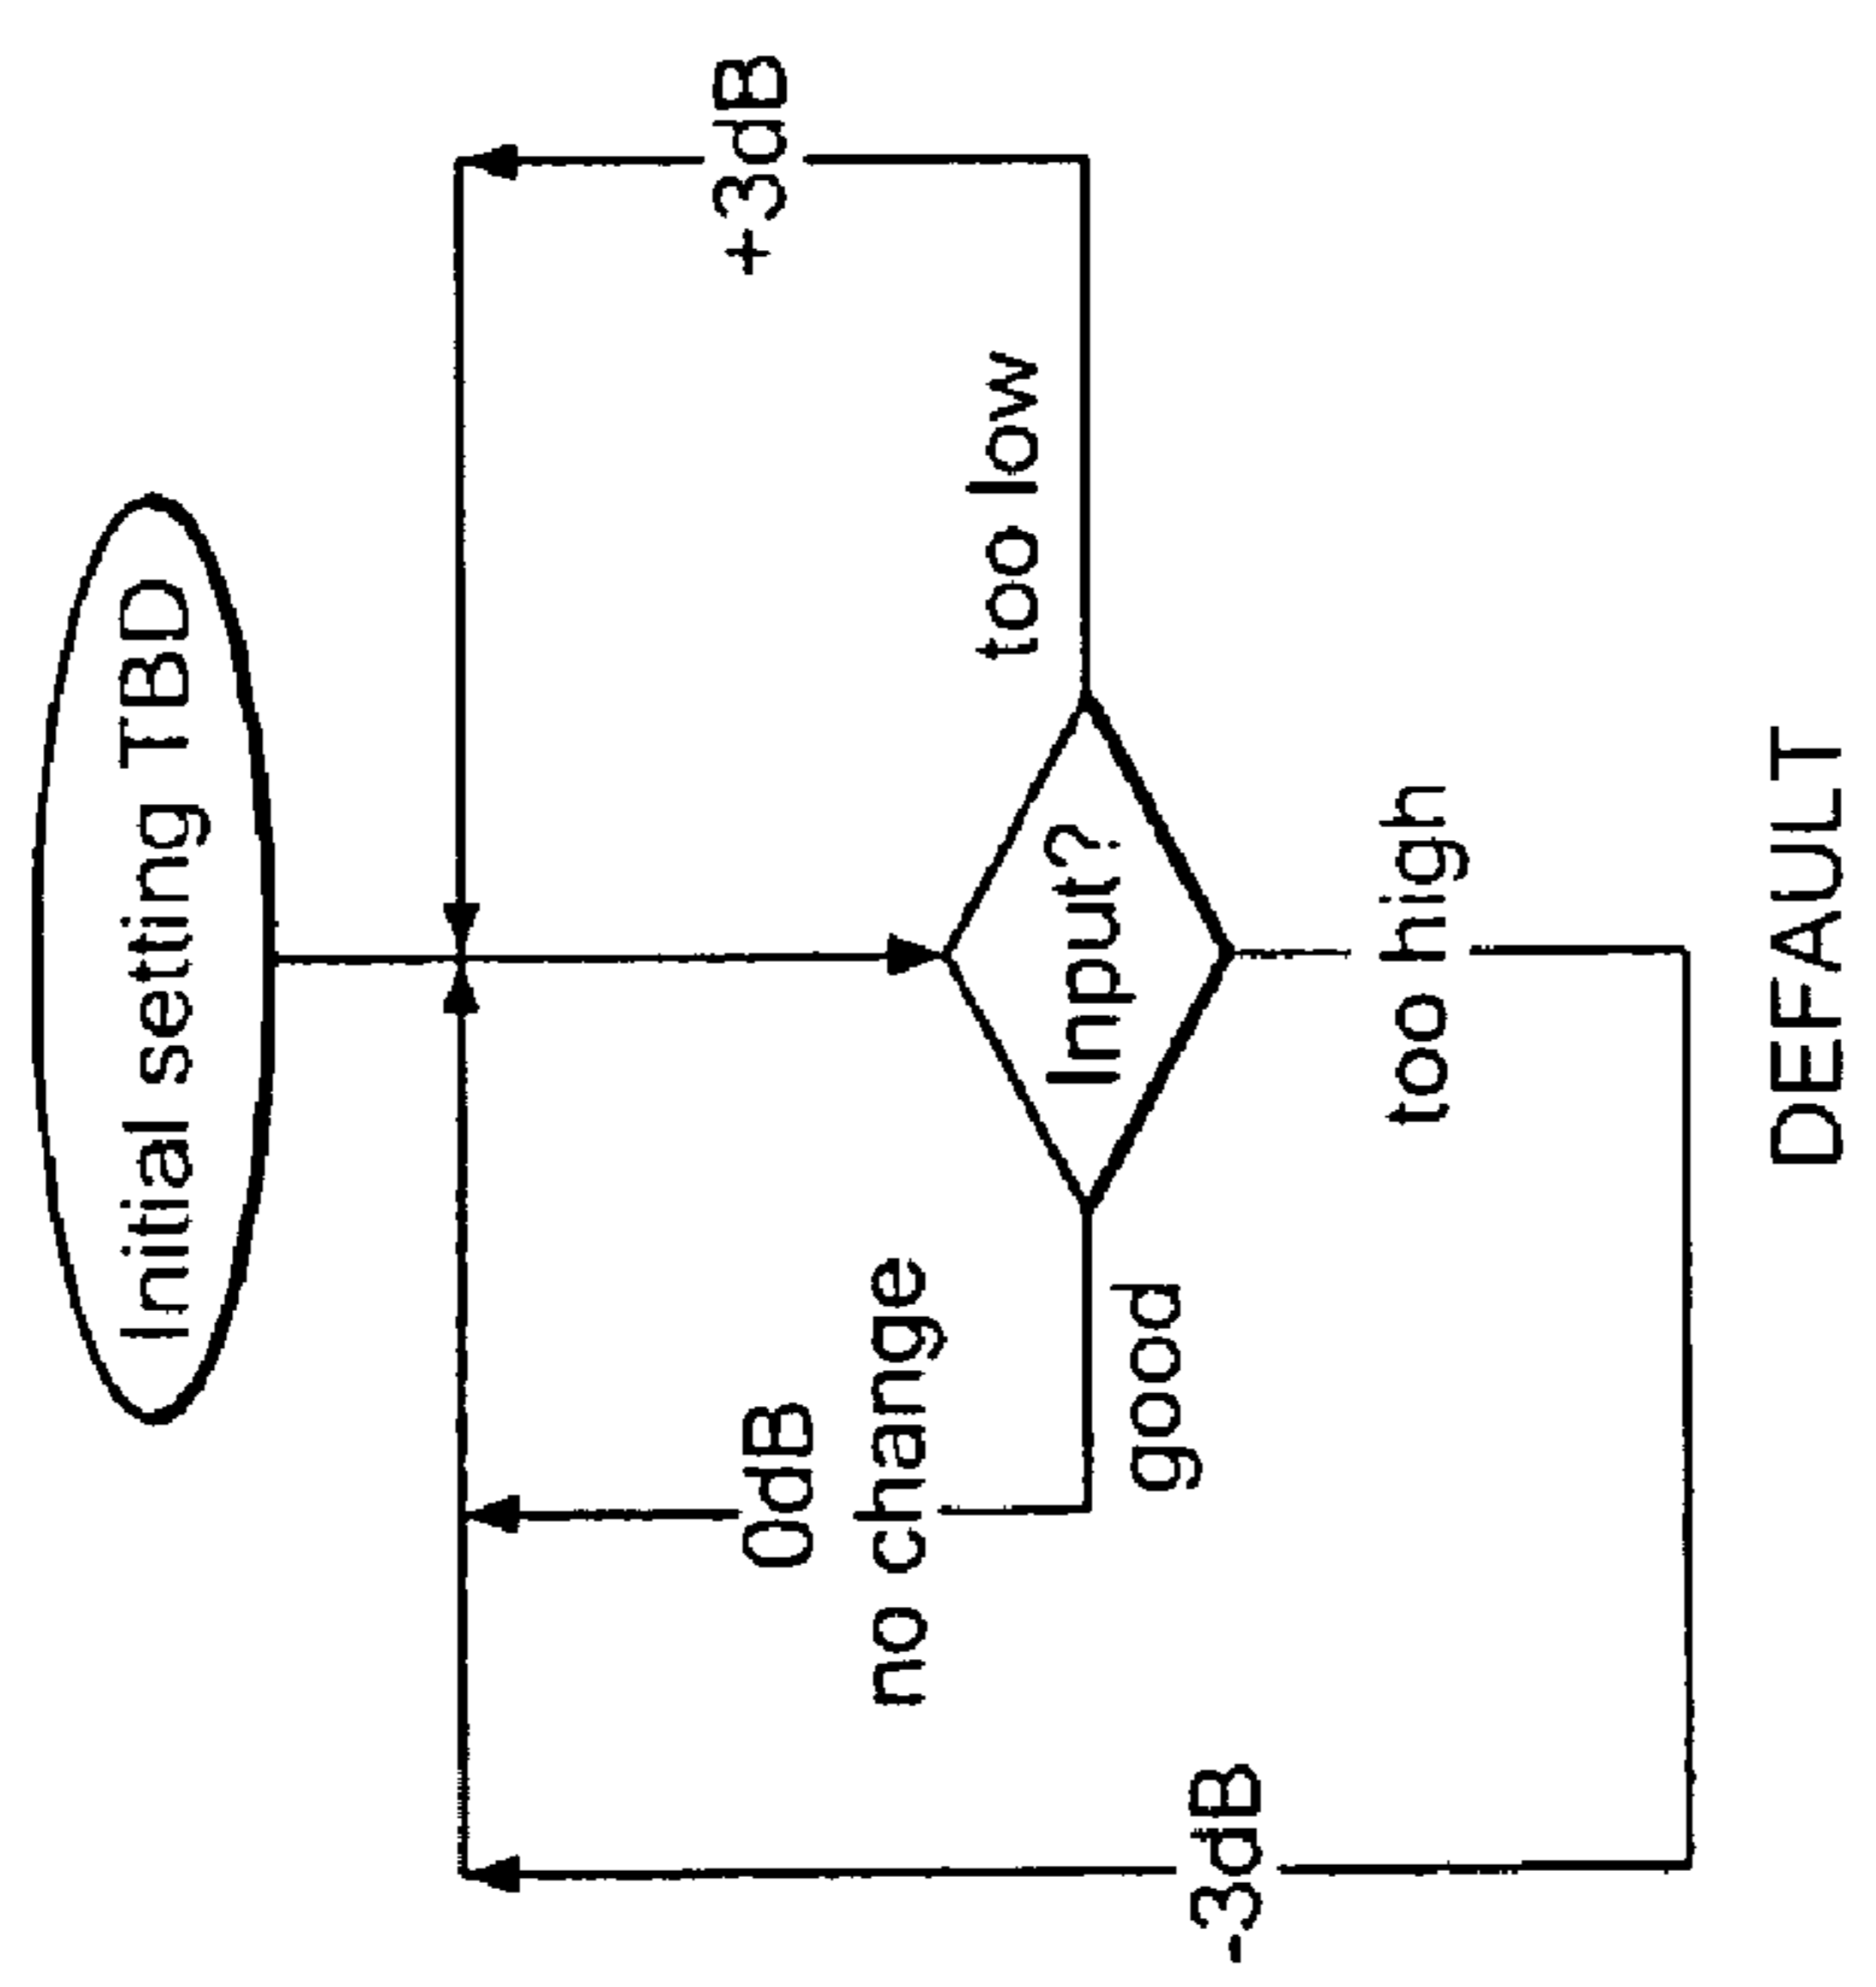 Initial setting TBD
+3dB
too low
Input?
0dB
no change
good
too high
-3dB
DEFAULT